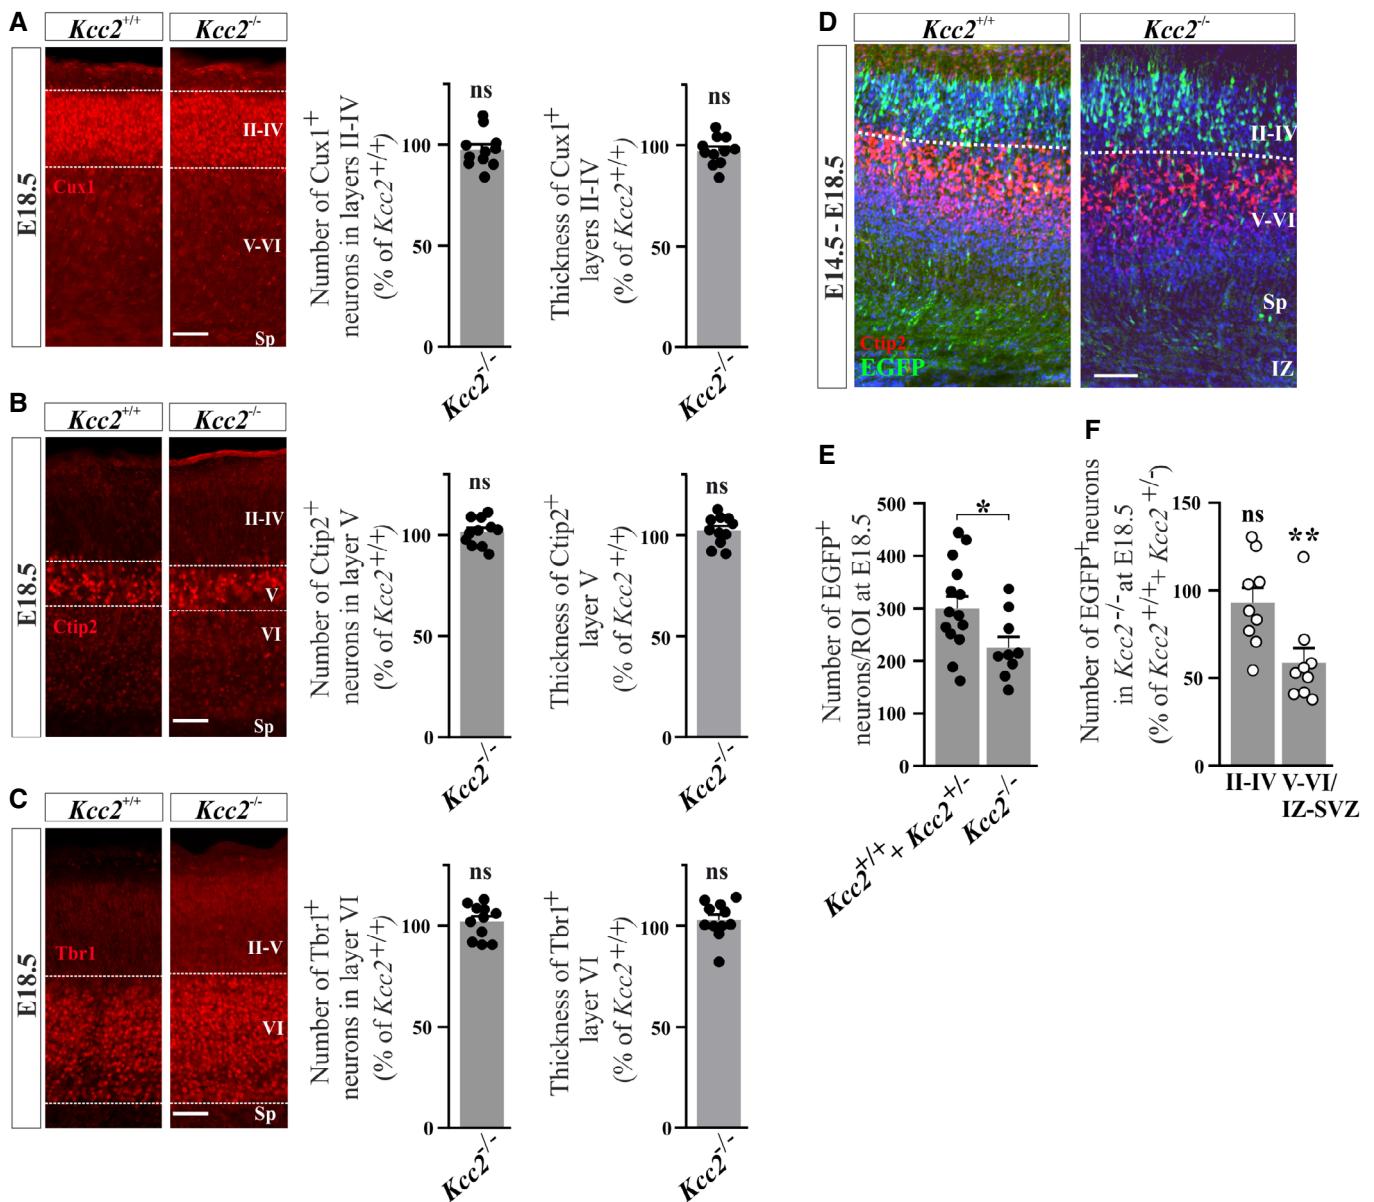 A
Kcc2+/+
Kcc2-/-
E18.5
Cux1
II-IV
V-VI
Sp
Number of Cux1+
neurons in layers II-IV
(% of Kcc2+/+)
ns
100
50
0
Kcc2-/-
Thickness of Cux1+
layers II-IV
(% of Kcc2+/+)
ns
100
50
0
Kcc2-/-
B
Kcc2+/+
Kcc2-/-
E18.5
Ctip2
II-IV
V
VI
Sp
Number of Ctip2+
neurons in layer V
(% of Kcc2+/+)
ns
100
50
0
Kcc2-/-
Thickness of Ctip2+
layer V
(% of Kcc2+/+)
ns
100
50
0
Kcc2-/-
C
Kcc2+/+
Kcc2-/-
E18.5
Tbr1
II-V
VI
Sp
Number of Tbr1+
neurons in layer VI
(% of Kcc2+/+)
ns
100
50
0
Kcc2-/-
Thickness of Tbr1+
layer VI
(% of Kcc2+/+)
ns
100
50
0
Kcc2-/-
D
Kcc2+/+
Kcc2-/-
E14.5 - E18.5
Ctip2
EGFP
II-IV
V-VI
Sp
IZ
E
Number of EGFP+
neurons/ROI at E18.5
500
400
300
200
100
0
*
Kcc2+/+ + Kcc2+/-
Kcc2-/-
F
Number of EGFP+neurons
in Kcc2-/- at E18.5
(% of Kcc2+/+ + Kcc2+/-)
150
100
50
0
ns
**
II-IV
V-VI/
IZ-SVZ